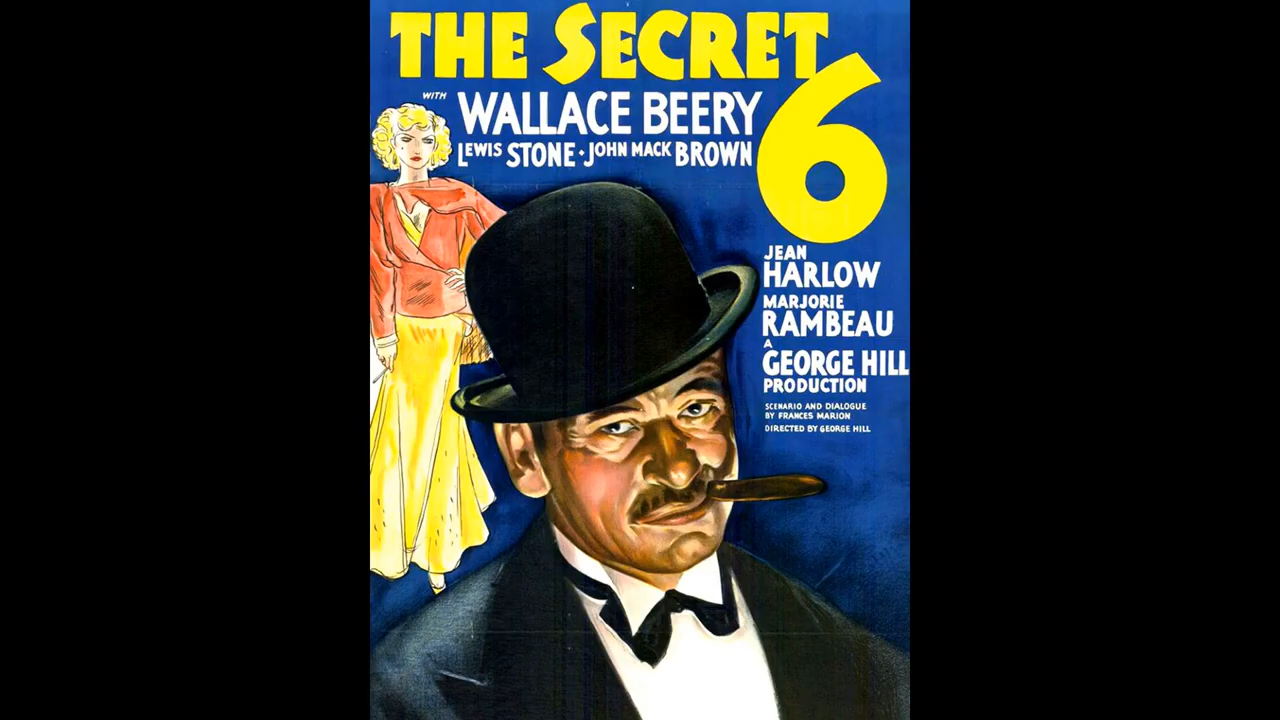 THE SECRET
6
WITH WALLACE BEERY
LEWIS STONE · JOHN MACK BROWN
JEAN
HARLOW
MARJORIE
RAMBEAU
A
GEORGE HILL
PRODUCTION
SCENARIO AND DIALOGUE
BY FRANCES MARION
DIRECTED BY GEORGE HILL